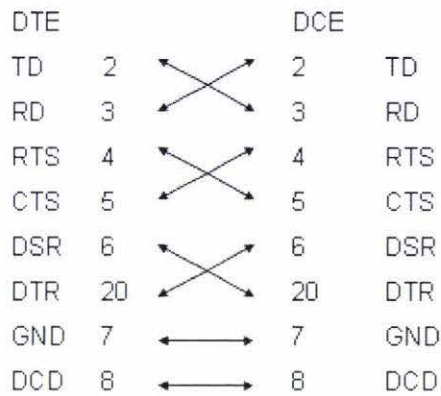 DTE DCE
TD 2 2 TD
RD 3 3 RD
RTS 4 4 RTS
CTS 5 5 CTS
DSR 6 6 DSR
DTR 20 20 DTR
GND 7 7 GND
DCD 8 8 DCD